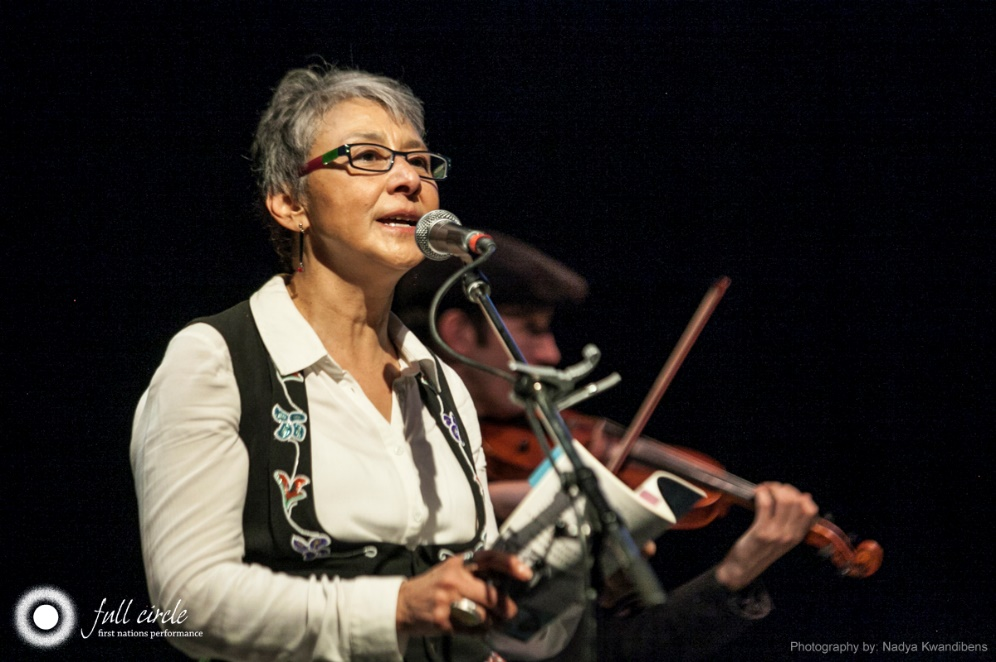 full circle
first nations performance
Photography by: Nadya Kwandibens